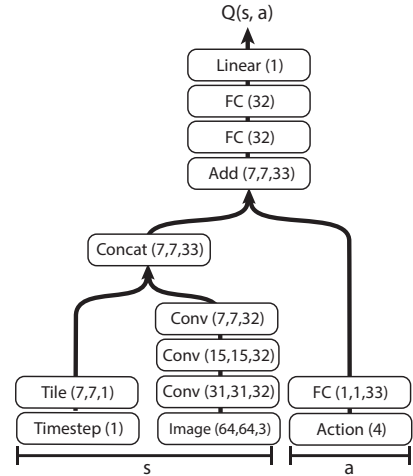 Q(s, a)
Linear (1)
FC (32)
FC (32)
Add (7,7,33)
Concat (7,7,33)
Conv (7,7,32)
Conv (15,15,32)
Tile (7,7,1)
Conv (31,31,32)
FC (1,1,33)
Timestep (1)
Image (64,64,3)
Action (4)
s
a